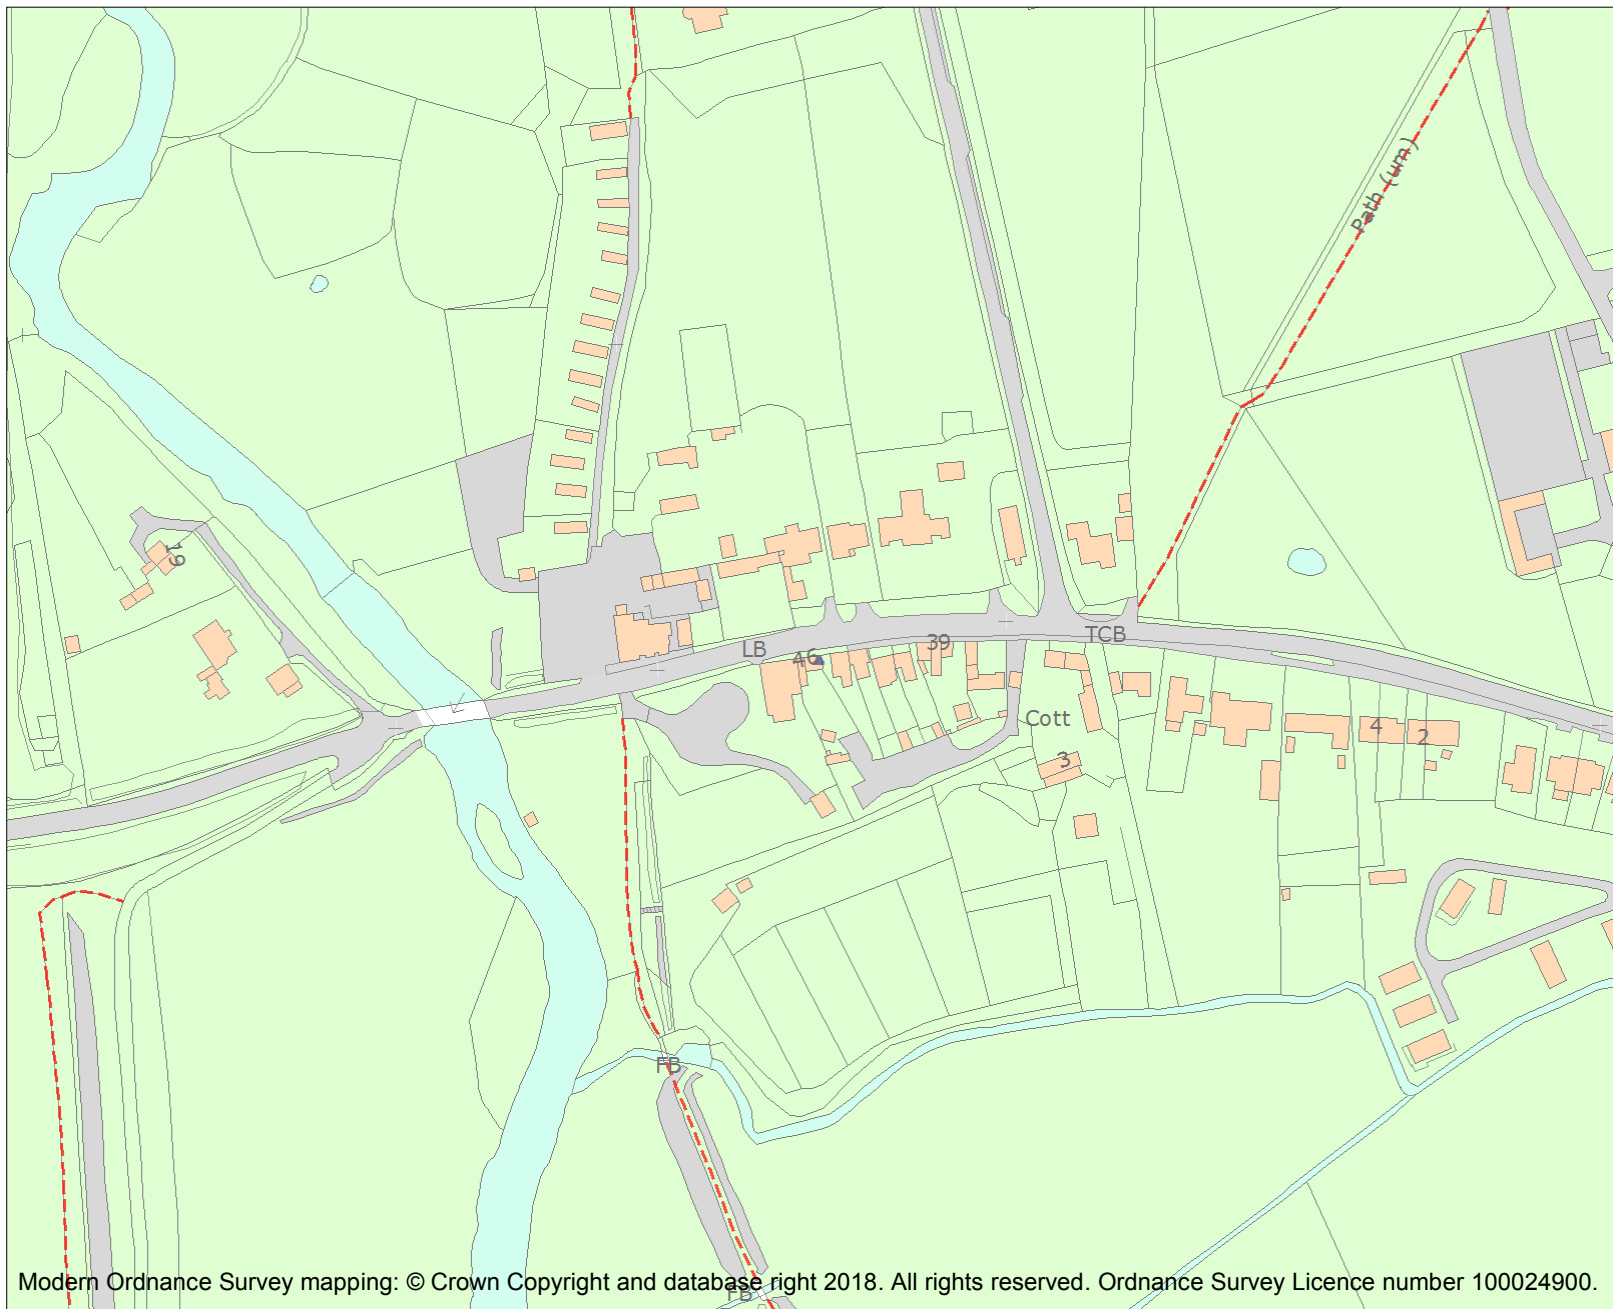 Path (um)
19
LB
46
39
TCB
Cott
3
4
2
FB
FB
Modern Ordnance Survey mapping: © Crown Copyright and database right 2018. All rights reserved. Ordnance Survey Licence number 100024900.